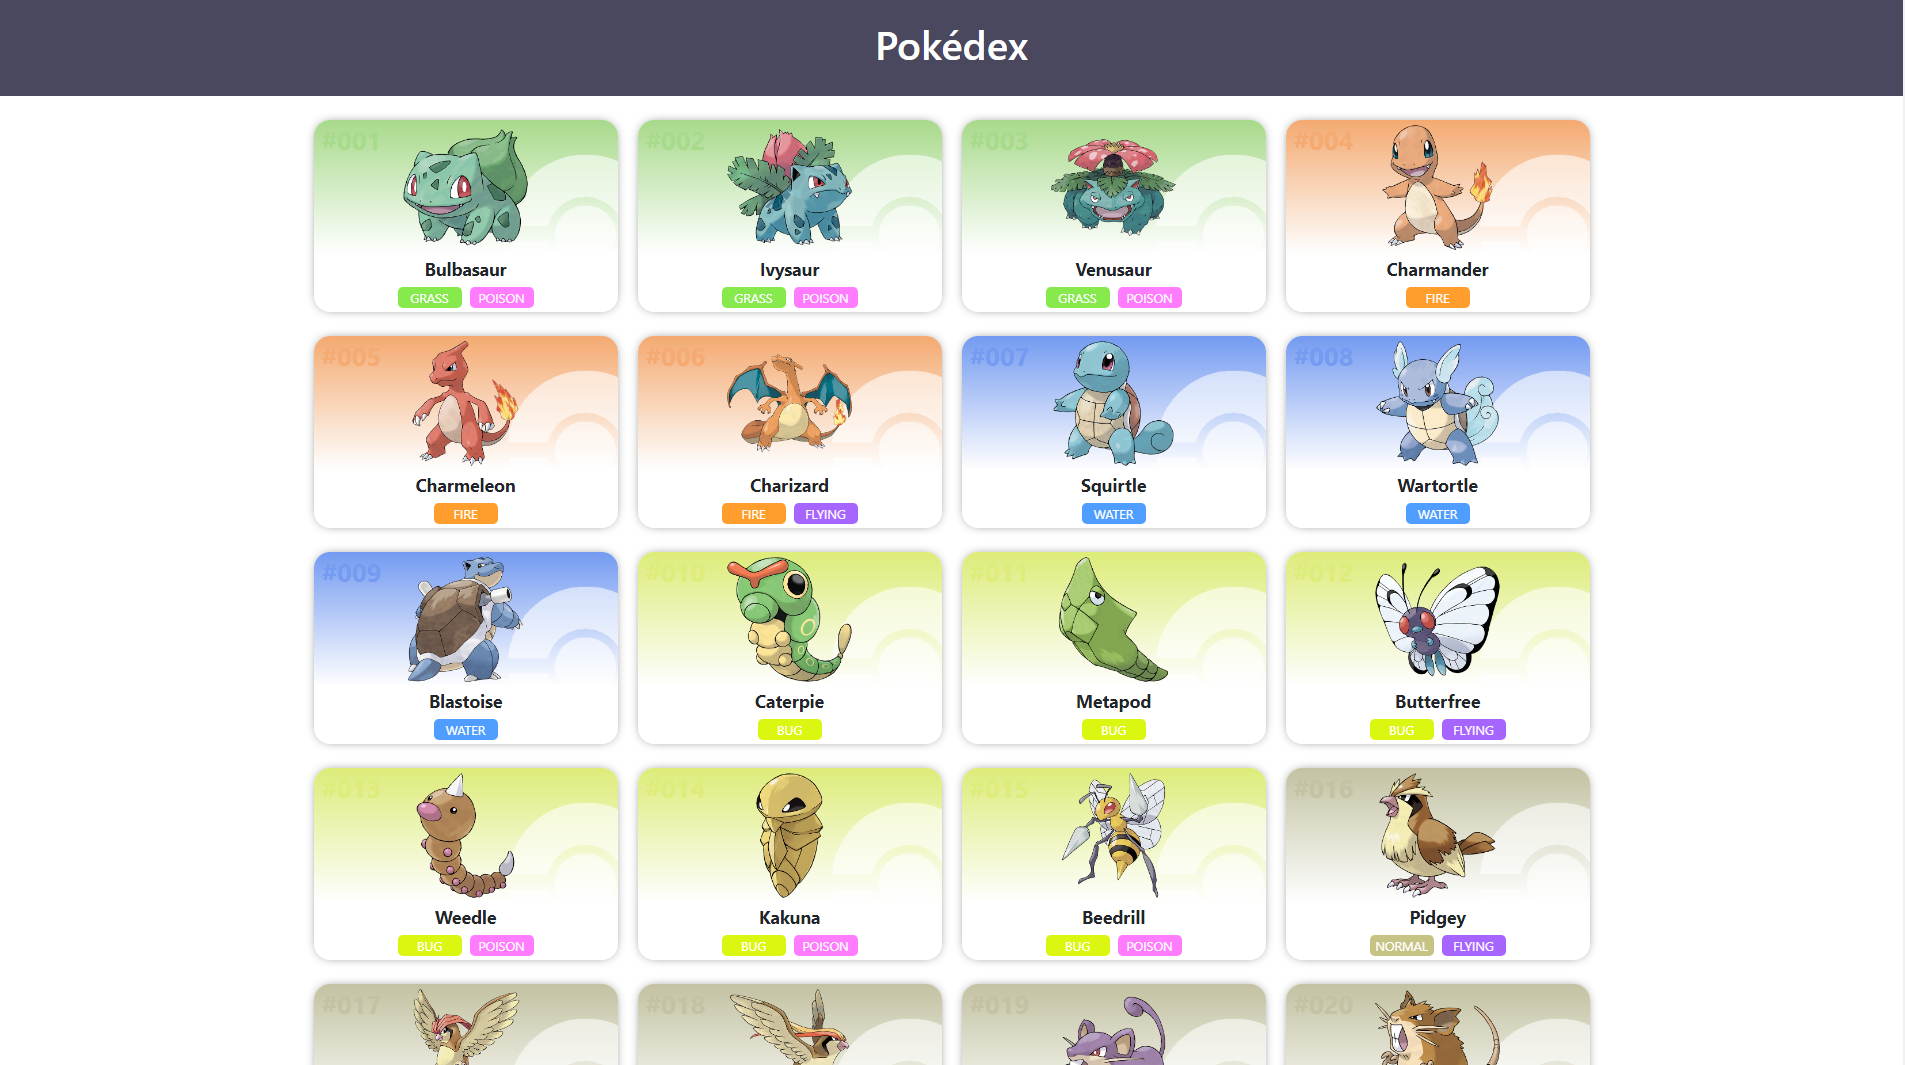 Pokédex
#001 #002 #003 #004
Bulbasaur Ivysaur Venusaur Charmander
GRASS POISON GRASS POISON GRASS POISON FIRE
#005 #006 #007 #008
Charmeleon Charizard Squirtle Wartortle
FIRE FIRE FLYING WATER WATER
#009 #010 #011 #012
Blastoise Caterpie Metapod Butterfree
WATER BUG BUG BUG FLYING
#013 #014 #015 #016
Weedle Kakuna Beedrill Pidgey
BUG POISON BUG POISON BUG POISON NORMAL FLYING
#017 #018 #019 #020